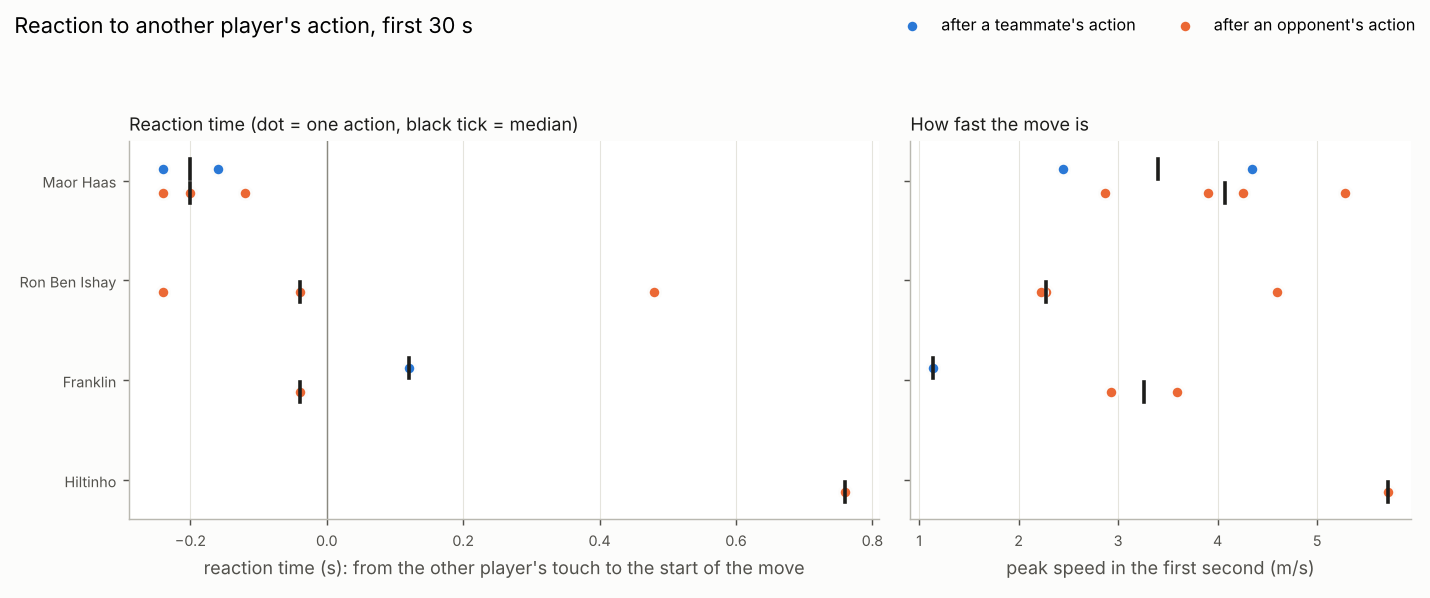 Reaction to another player's action, first 30 s
after a teammate's action
after an opponent's action
Reaction time (dot = one action, black tick = median)
How fast the move is
Maor Haas
Ron Ben Ishay
Franklin
Hiltinho
−0.2
0.0
0.2
0.4
0.6
0.8
1
2
3
4
5
reaction time (s): from the other player's touch to the start of the move
peak speed in the first second (m/s)